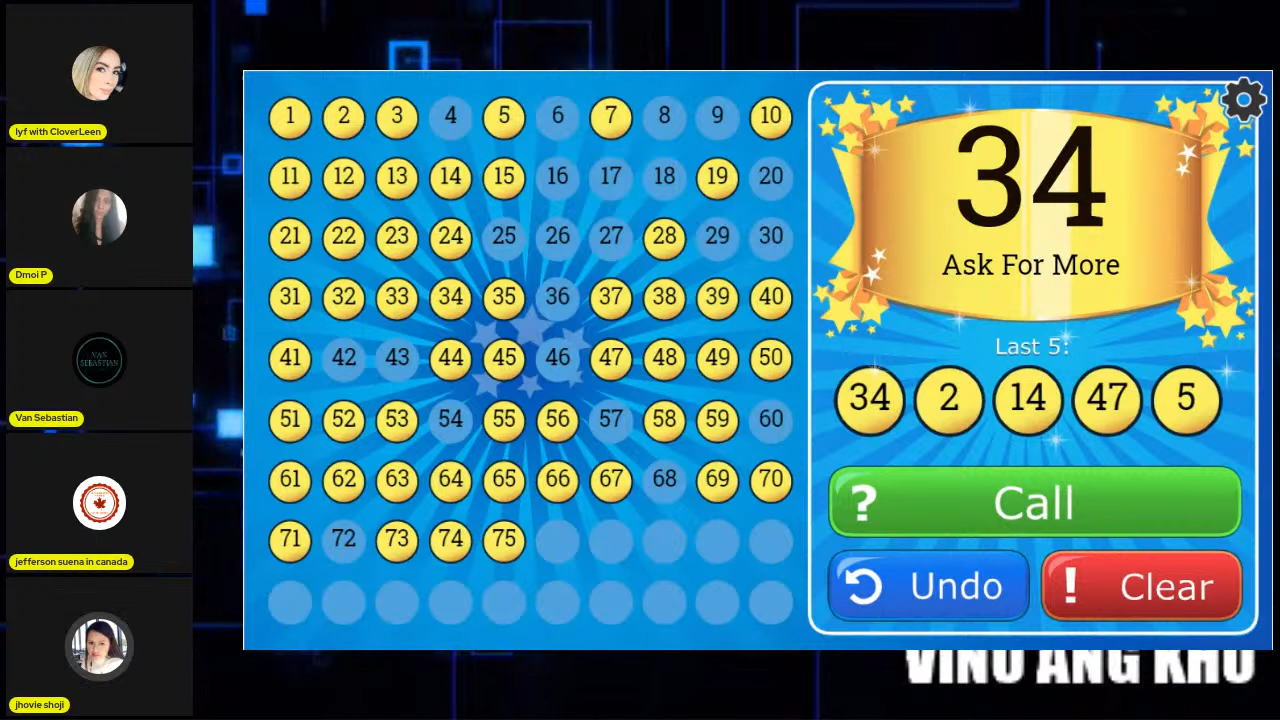 lyf with CloverLeen
Dmoi P
VAN
SEBASTIAN
Van Sebastian
jefferson suena in canada
jhovie shoji
1 2 3 4 5 6 7 8 9 10
11 12 13 14 15 16 17 18 19 20
21 22 23 24 25 26 27 28 29 30
31 32 33 34 35 36 37 38 39 40
41 42 43 44 45 46 47 48 49 50
51 52 53 54 55 56 57 58 59 60
61 62 63 64 65 66 67 68 69 70
71 72 73 74 75
34
Ask For More
Last 5:
34 2 14 47 5
? Call
Undo
! Clear
VINO ANG KHO